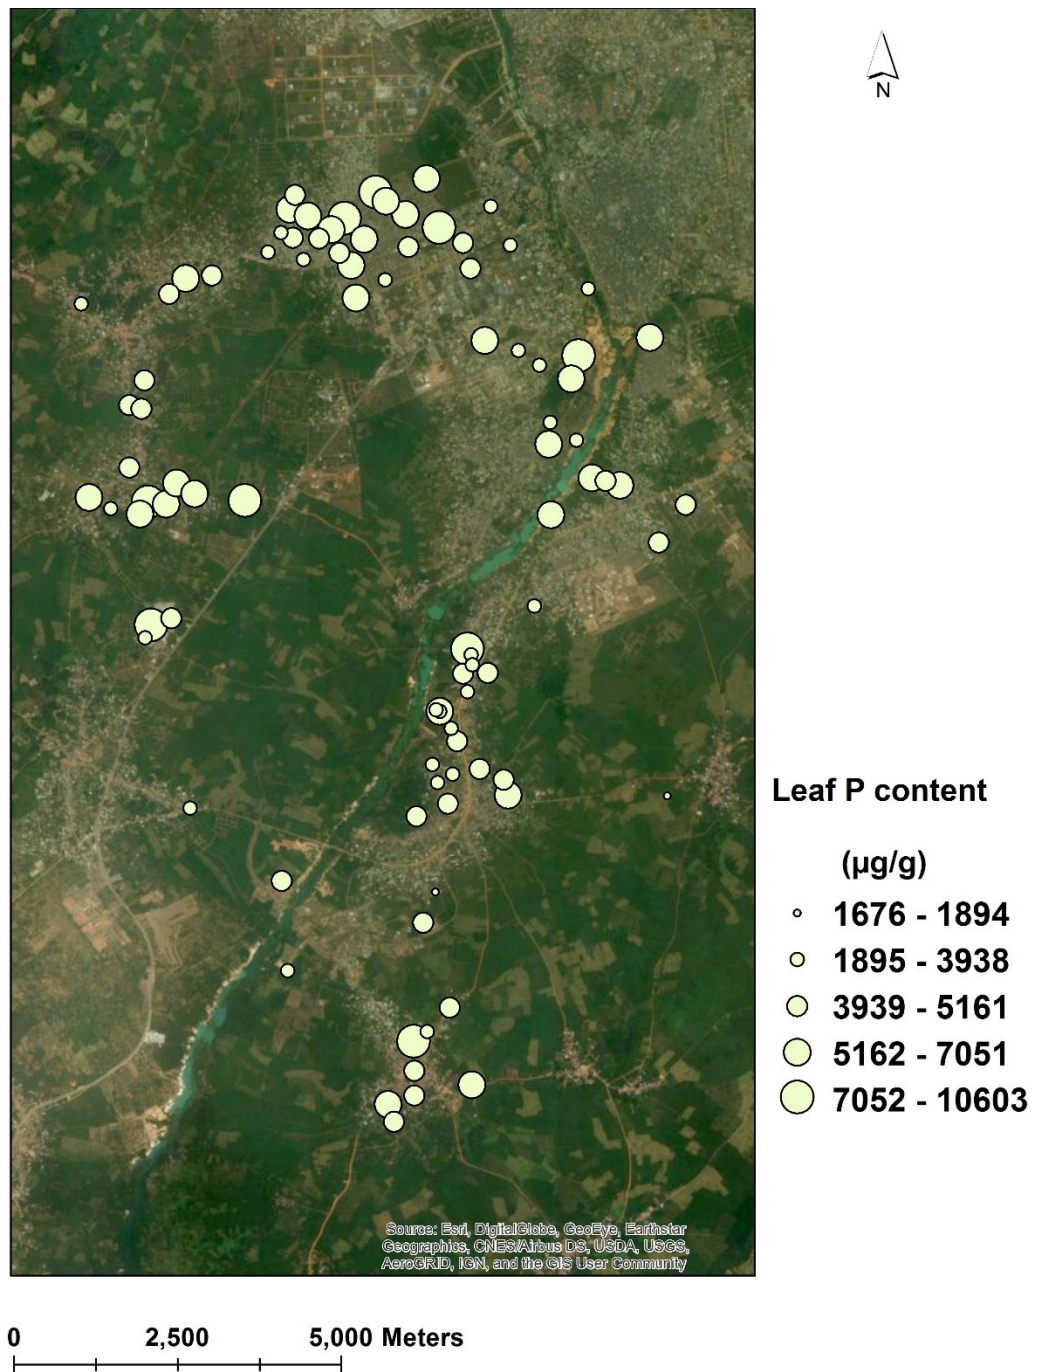 N
Leaf P content
(µg/g)
1676 - 1894
1895 - 3938
3939 - 5161
5162 - 7051
7052 - 10603
Source: Esri, DigitalGlobe, GeoEye, Earthstar
Geographics, CNES/Airbus DS, USDA, USGS,
AeroGRID, IGN, and the GIS User Community
0 2,500 5,000 Meters